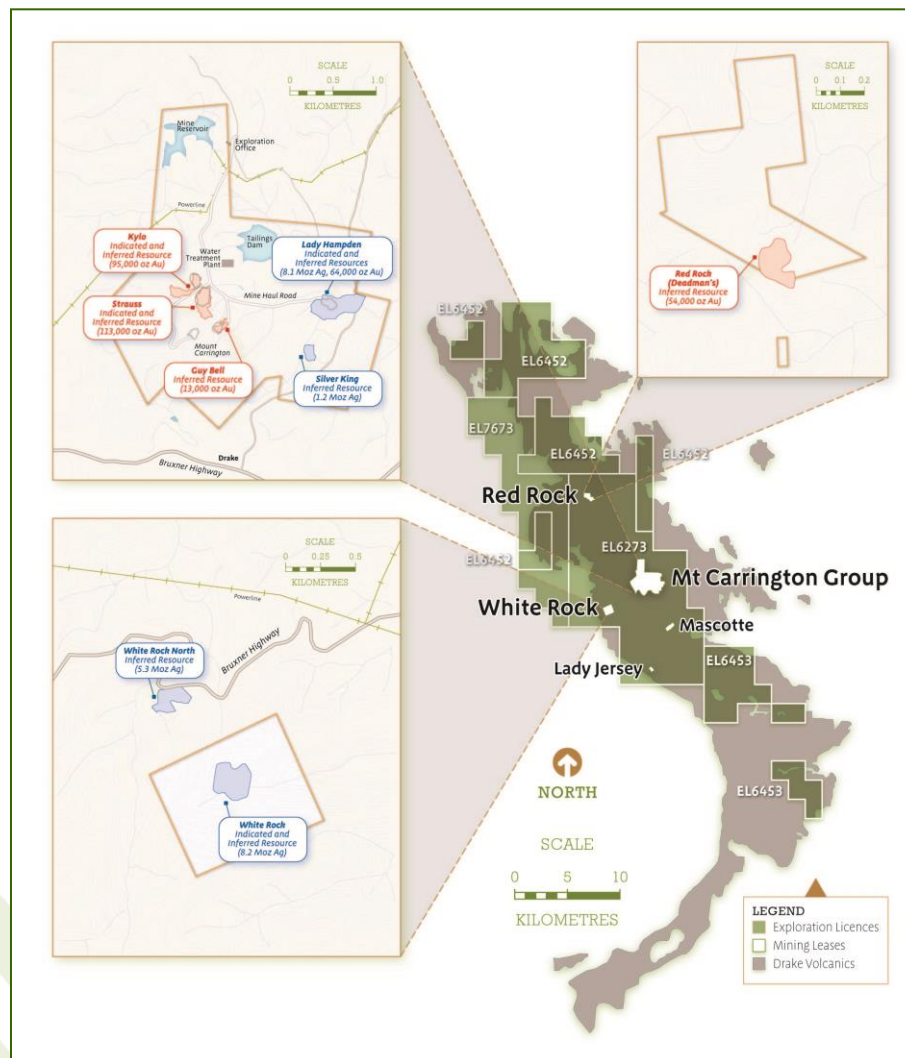 SCALE
0 0.5 1.0
KILOMETRES
Mine
Reservoir
Exploration
Office
Powerline
Kylo
Indicated and
Inferred Resource
(95,000 oz Au)
Water
Treatment
Plant
Tailings
Dam
Lady Hampden
Indicated and
Inferred Resources
(8.1 Moz Ag, 64,000 oz Au)
Mine Haul Road
Strauss
Indicated and
Inferred Resource
(113,000 oz Au)
Mount
Carrington
Guy Bell
Inferred Resource
(13,000 oz Au)
Silver King
Inferred Resource
(1.2 Moz Ag)
Drake
Bruxner Highway
SCALE
0 0.1 0.2
KILOMETRES
Red Rock
(Deadman's)
Inferred Resource
(54,000 oz Au)
SCALE
0 0.25 0.5
KILOMETRES
Powerline
Bruxner Highway
White Rock North
Inferred Resource
(5.3 Moz Ag)
White Rock
Indicated and
Inferred Resource
(8.2 Moz Ag)
EL6452
EL6452
EL7673
EL6452
EL6452
Red Rock
EL6273
EL6452
Mt Carrington Group
White Rock
Mascotte
Lady Jersey
EL6453
EL6453
NORTH
SCALE
0 5 10
KILOMETRES
LEGEND
Exploration Licences
Mining Leases
Drake Volcanics